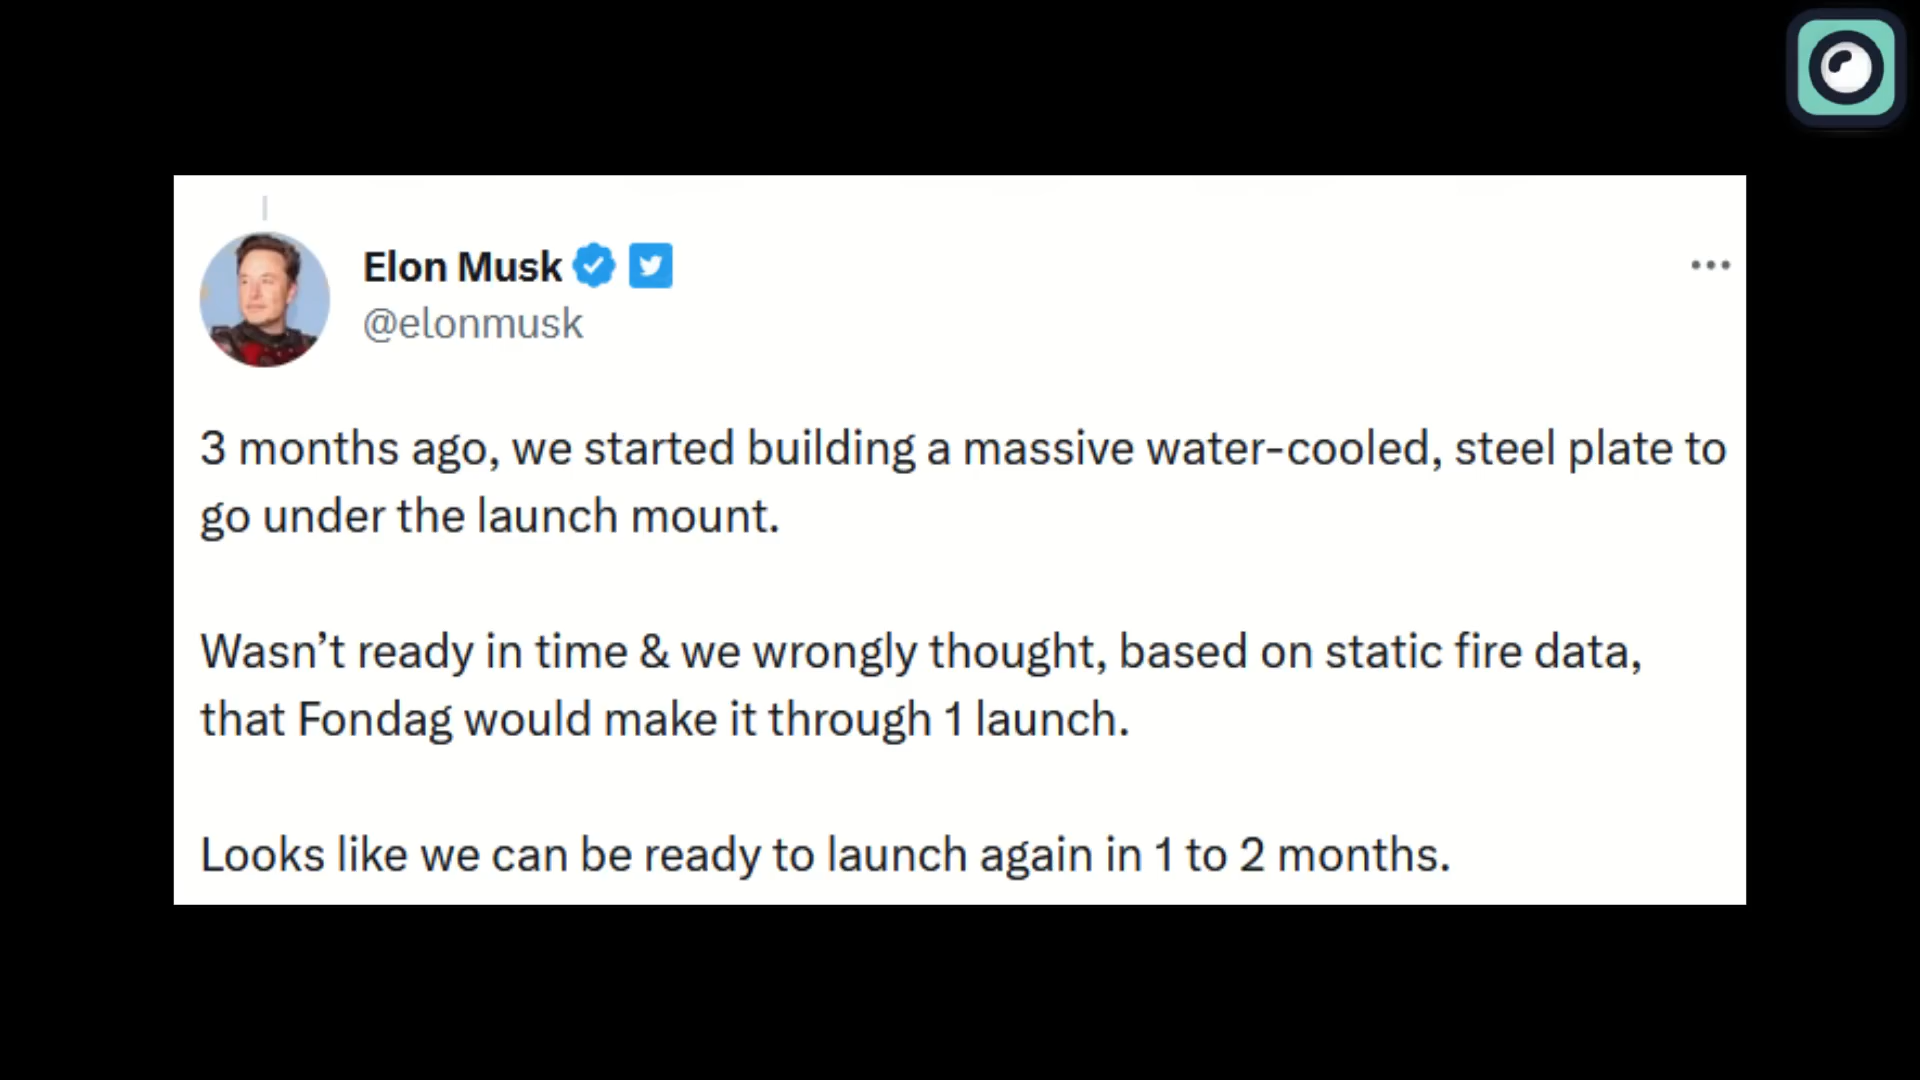 Elon Musk
@elonmusk
3 months ago, we started building a massive water-cooled, steel plate to
go under the launch mount.
Wasn’t ready in time & we wrongly thought, based on static fire data,
that Fondag would make it through 1 launch.
Looks like we can be ready to launch again in 1 to 2 months.